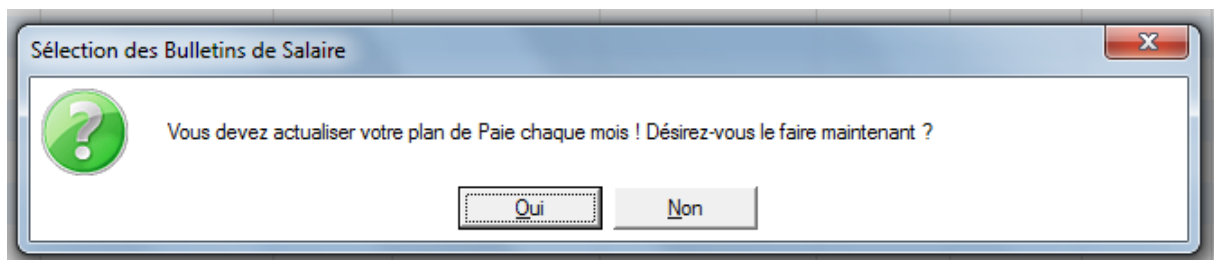 Sélection des Bulletins de Salaire
Vous devez actualiser votre plan de Paie chaque mois ! Désirez-vous le faire maintenant ?
Oui
Non